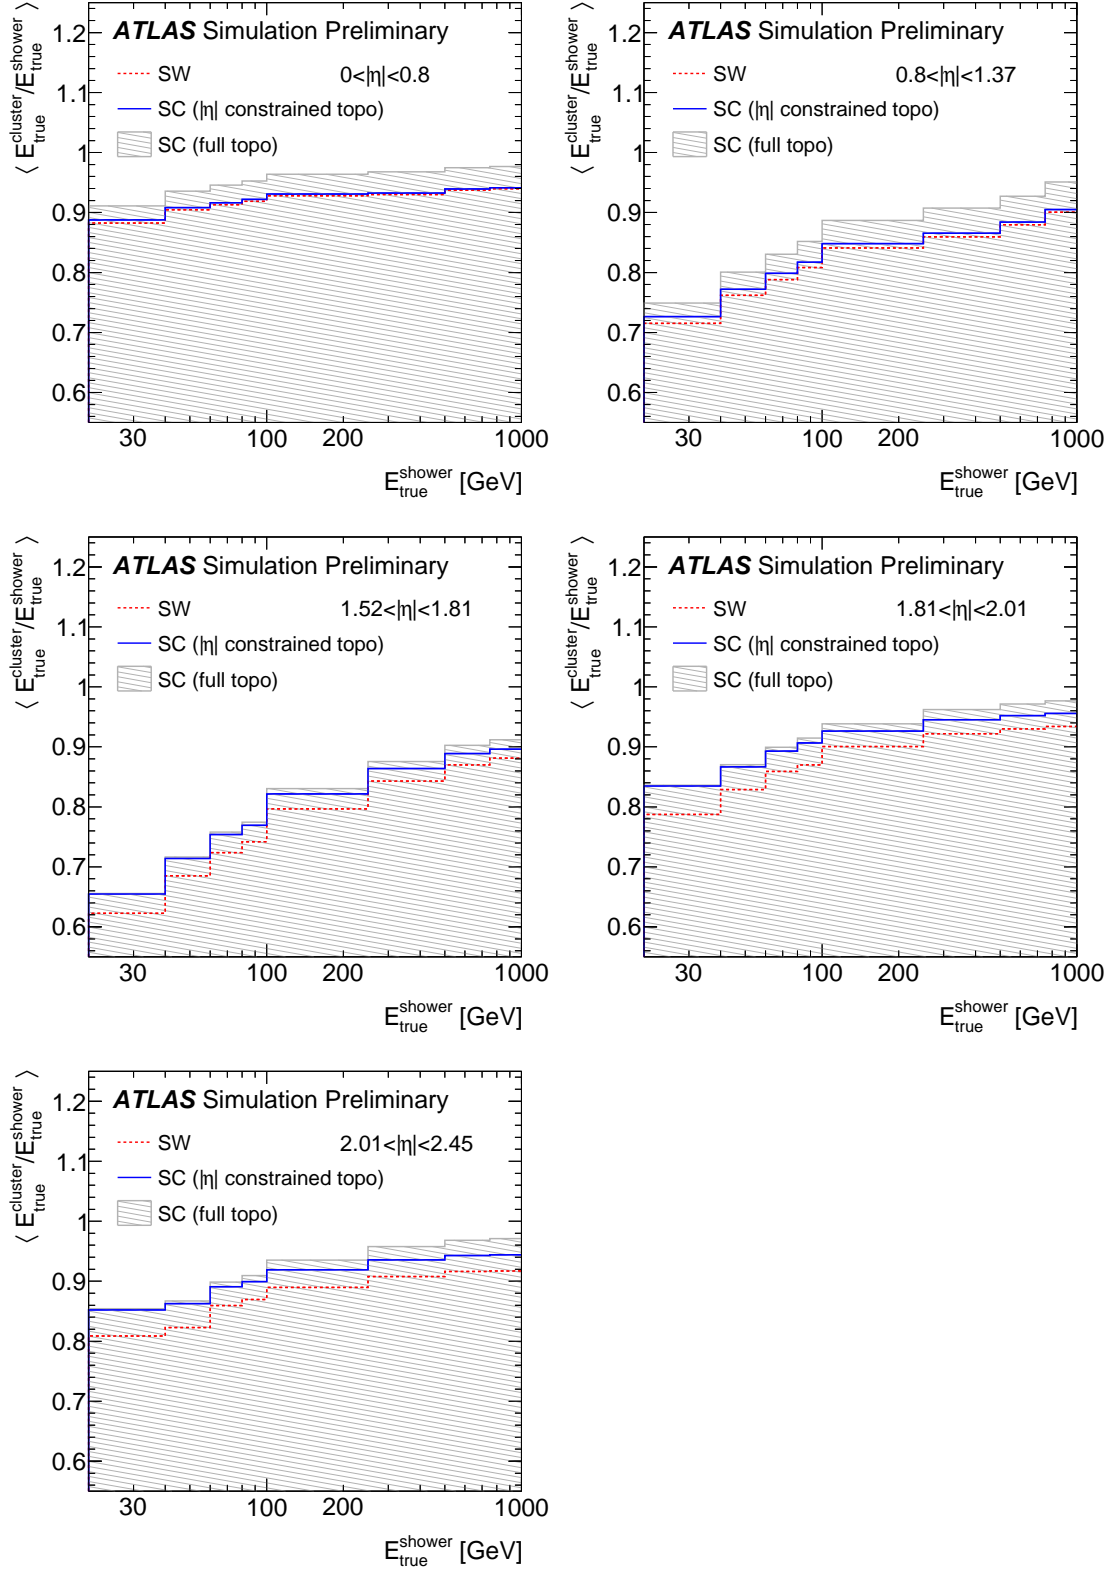 ⟨ E_true^cluster/E_true^shower ⟩
ATLAS Simulation Preliminary
SW 0<|η|<0.8
SC (|η| constrained topo)
SC (full topo)
1.2
1.1
1
0.9
0.8
0.7
0.6
30 100 200 1000
E_true^shower [GeV]
⟨ E_true^cluster/E_true^shower ⟩
ATLAS Simulation Preliminary
SW 0.8<|η|<1.37
SC (|η| constrained topo)
SC (full topo)
1.2
1.1
1
0.9
0.8
0.7
0.6
30 100 200 1000
E_true^shower [GeV]
⟨ E_true^cluster/E_true^shower ⟩
ATLAS Simulation Preliminary
SW 1.52<|η|<1.81
SC (|η| constrained topo)
SC (full topo)
1.2
1.1
1
0.9
0.8
0.7
0.6
30 100 200 1000
E_true^shower [GeV]
⟨ E_true^cluster/E_true^shower ⟩
ATLAS Simulation Preliminary
SW 1.81<|η|<2.01
SC (|η| constrained topo)
SC (full topo)
1.2
1.1
1
0.9
0.8
0.7
0.6
30 100 200 1000
E_true^shower [GeV]
⟨ E_true^cluster/E_true^shower ⟩
ATLAS Simulation Preliminary
SW 2.01<|η|<2.45
SC (|η| constrained topo)
SC (full topo)
1.2
1.1
1
0.9
0.8
0.7
0.6
30 100 200 1000
E_true^shower [GeV]